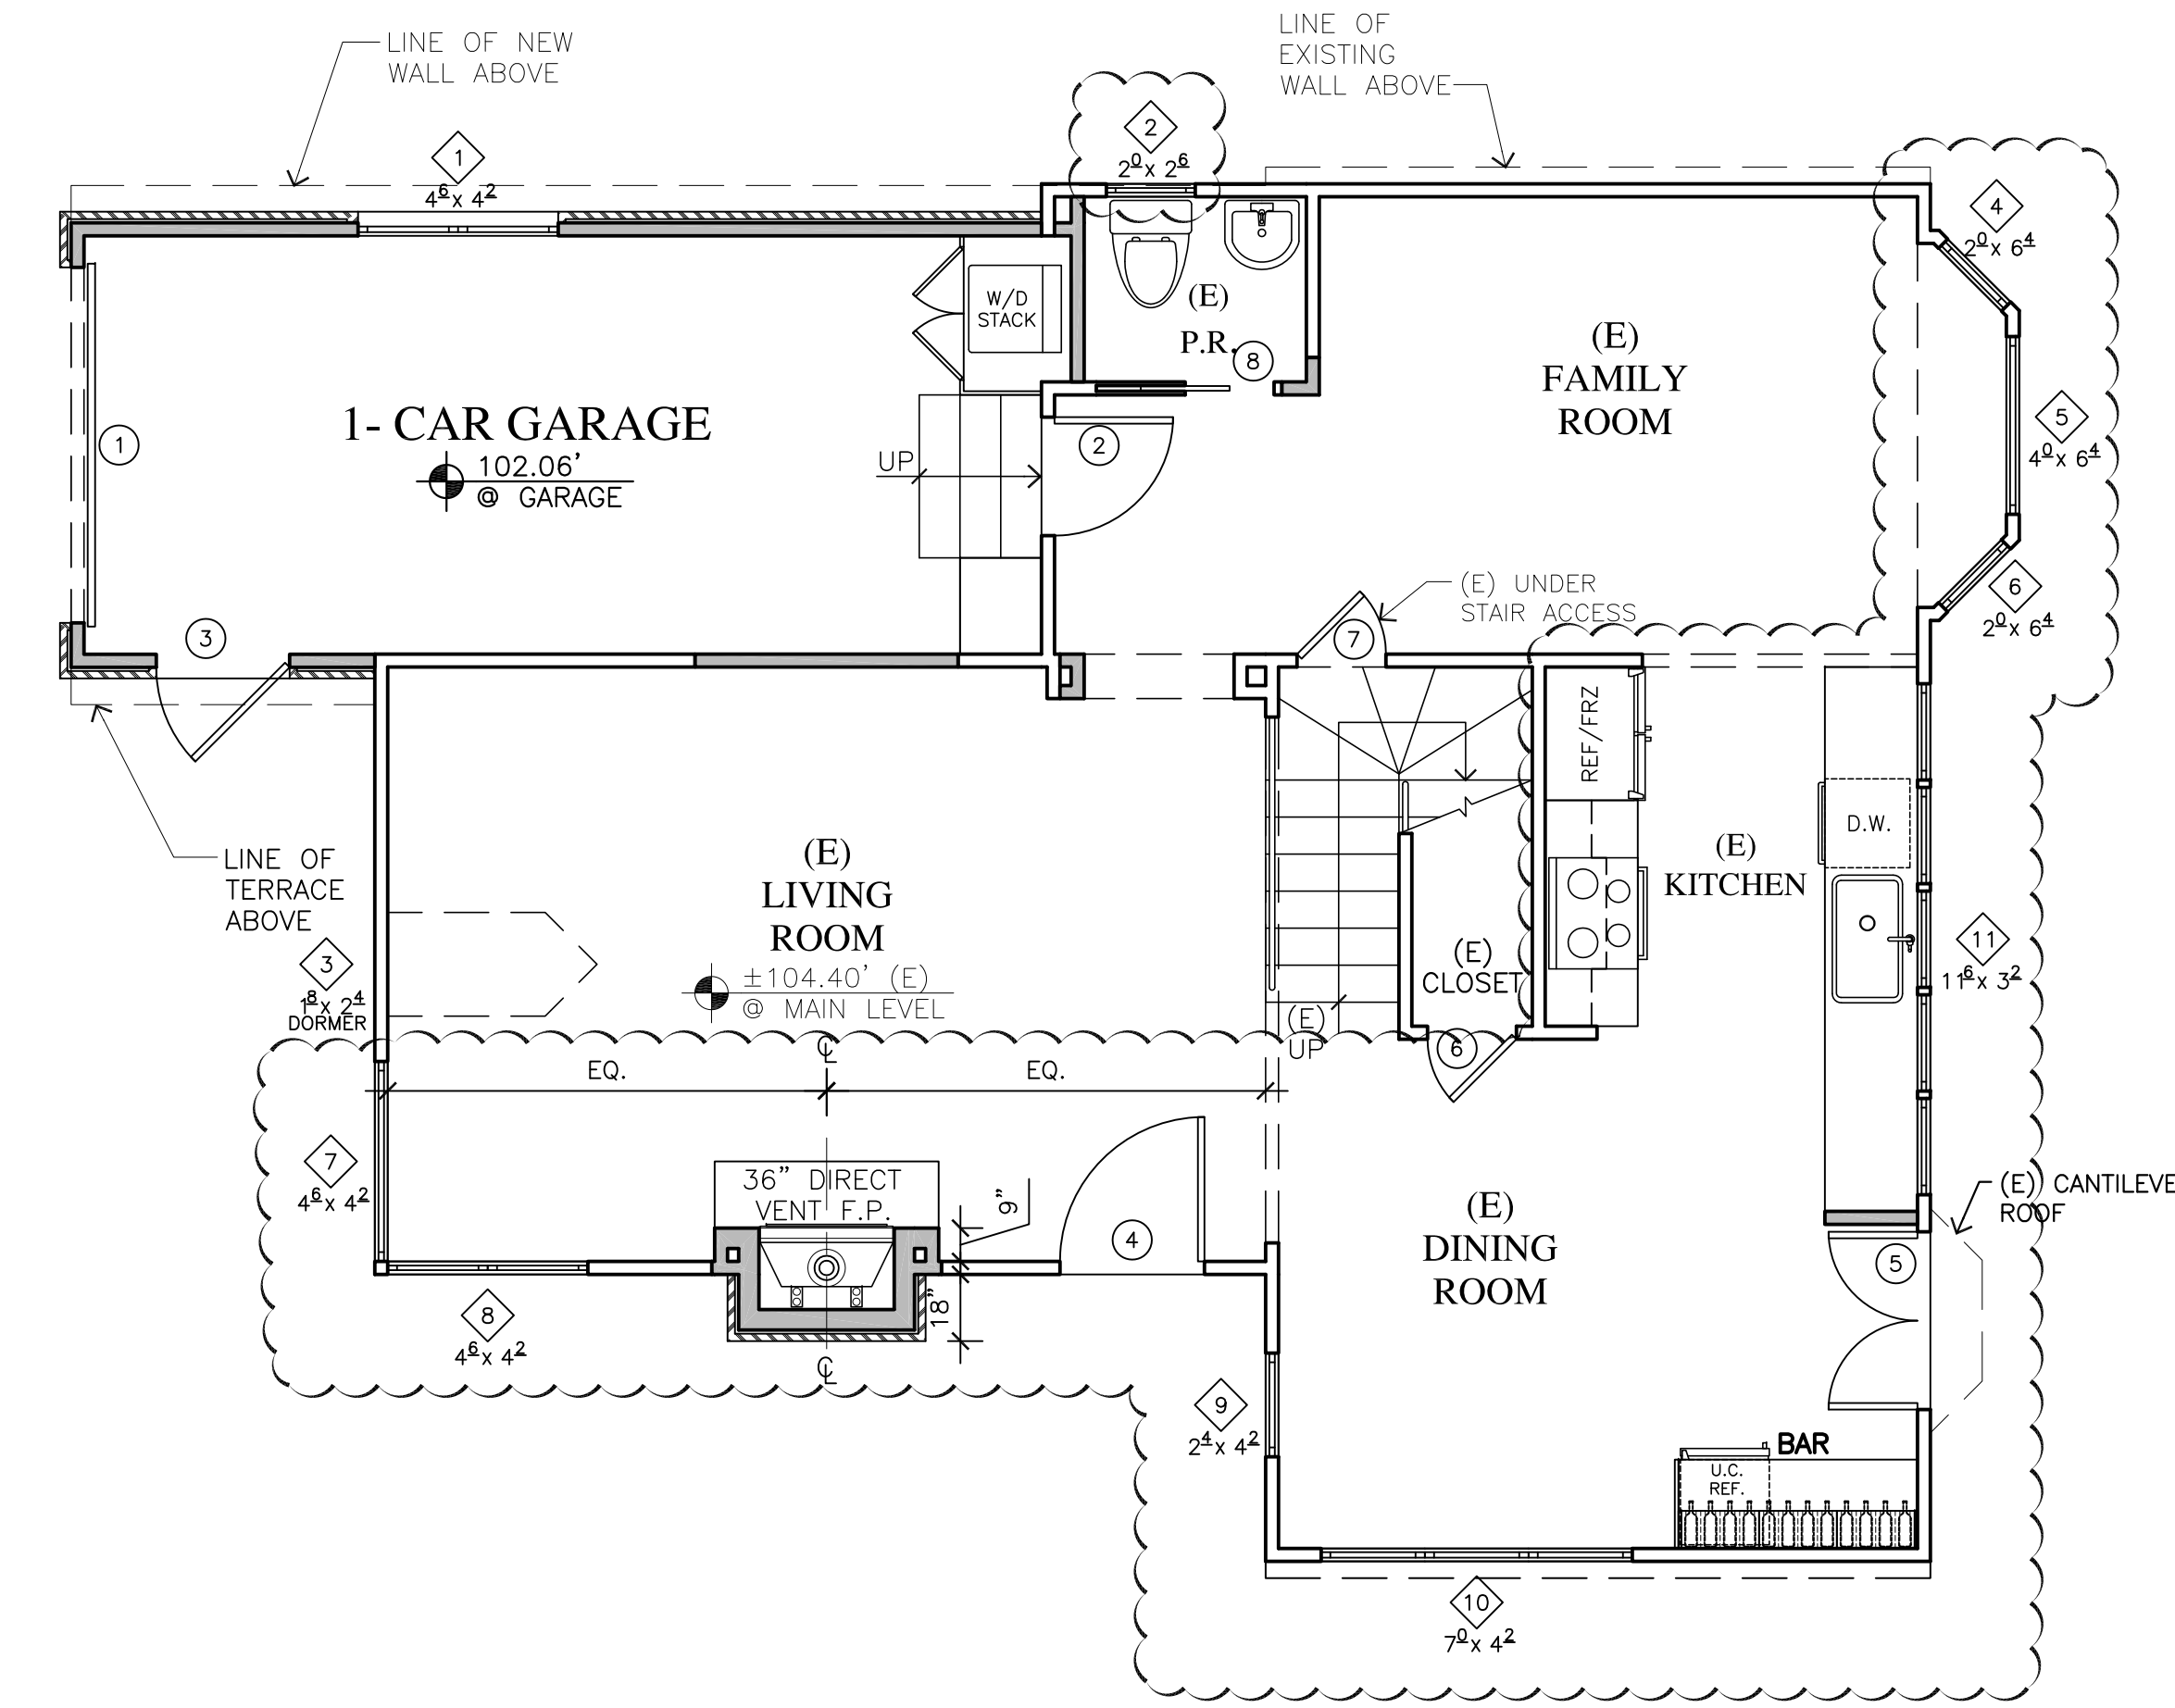 LINE OF NEW
WALL ABOVE
LINE OF
EXISTING
WALL ABOVE
1
4⁶x 4²
2
2⁰x 2⁶
4
2⁰x 6⁴
W/D
STACK
(E)
P.R.
8
(E)
FAMILY
ROOM
1- CAR GARAGE
102.06'
@ GARAGE
1
UP
2
5
4⁰x 6⁴
3
(E) UNDER
STAIR ACCESS
7
6
2⁰x 6⁴
REF/FRZ
LINE OF
TERRACE
ABOVE
(E)
LIVING
ROOM
±104.40' (E)
@ MAIN LEVEL
D.W.
(E)
KITCHEN
(E)
CLOSET
3
1⁸x 2⁴
DORMER
11
11⁶x 3²
(E)
UP
6
℄
EQ.
EQ.
7
4⁶x 4²
36" DIRECT
VENT F.P.
9"
18"
4
(E)
DINING
ROOM
(E) CANTILEVE
ROOF
5
8
4⁶x 4²
℄
9
2⁴x 4²
BAR
U.C.
REF.
10
7⁰x 4²